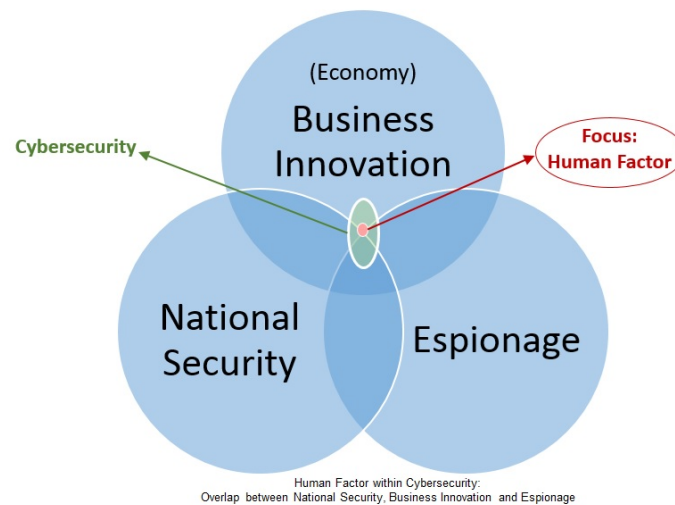 (Economy)
Business
Innovation
Cybersecurity
Focus:
Human Factor
National
Security
Espionage
Human Factor within Cybersecurity:
Overlap between National Security, Business Innovation and Espionage